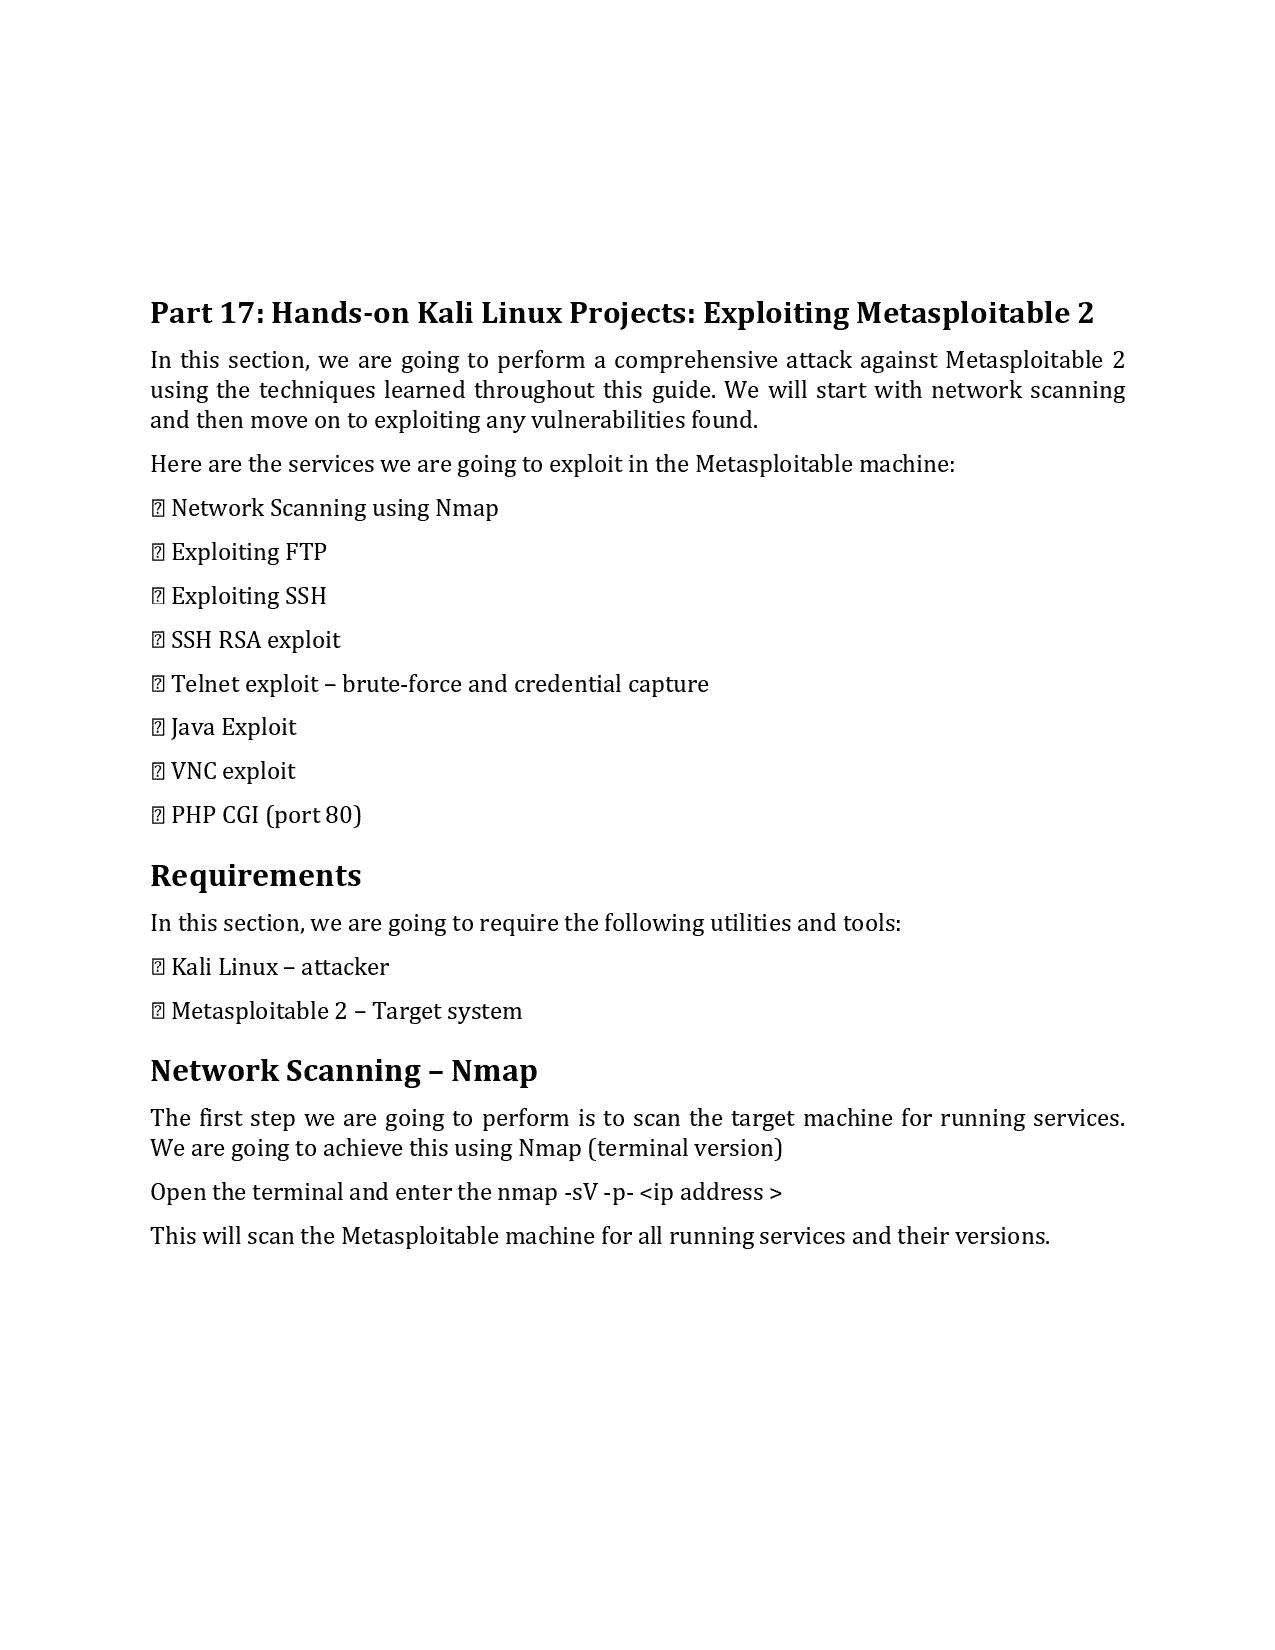 Part 17: Hands-on Kali Linux Projects: Exploiting Metasploitable 2
In this section, we are going to perform a comprehensive attack against Metasploitable 2
using the techniques learned throughout this guide. We will start with network scanning
and then move on to exploiting any vulnerabilities found.
Here are the services we are going to exploit in the Metasploitable machine:
⍰ Network Scanning using Nmap
⍰ Exploiting FTP
⍰ Exploiting SSH
⍰ SSH RSA exploit
⍰ Telnet exploit – brute-force and credential capture
⍰ Java Exploit
⍰ VNC exploit
⍰ PHP CGI (port 80)
Requirements
In this section, we are going to require the following utilities and tools:
⍰ Kali Linux – attacker
⍰ Metasploitable 2 – Target system
Network Scanning – Nmap
The first step we are going to perform is to scan the target machine for running services.
We are going to achieve this using Nmap (terminal version)
Open the terminal and enter the nmap -sV -p- <ip address >
This will scan the Metasploitable machine for all running services and their versions.